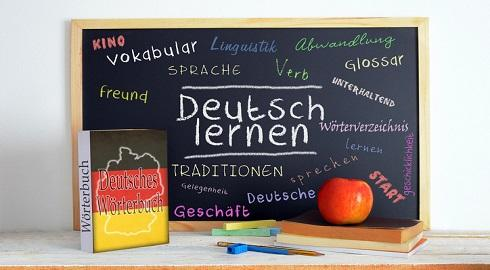 KINO
Vokabular
Linguistik
Abwandlung
SPRACHE
Verb
Glossar
freund
UNTERHALTEND
Deutsch
lernen
Wörterverzeichnis
lernen
geschicklichkeit
TRADITIONEN
sprechen
START
Gelegenheit
Deutsche
Geschäft
Wörterbuch
Deutsches
Wörterbuch